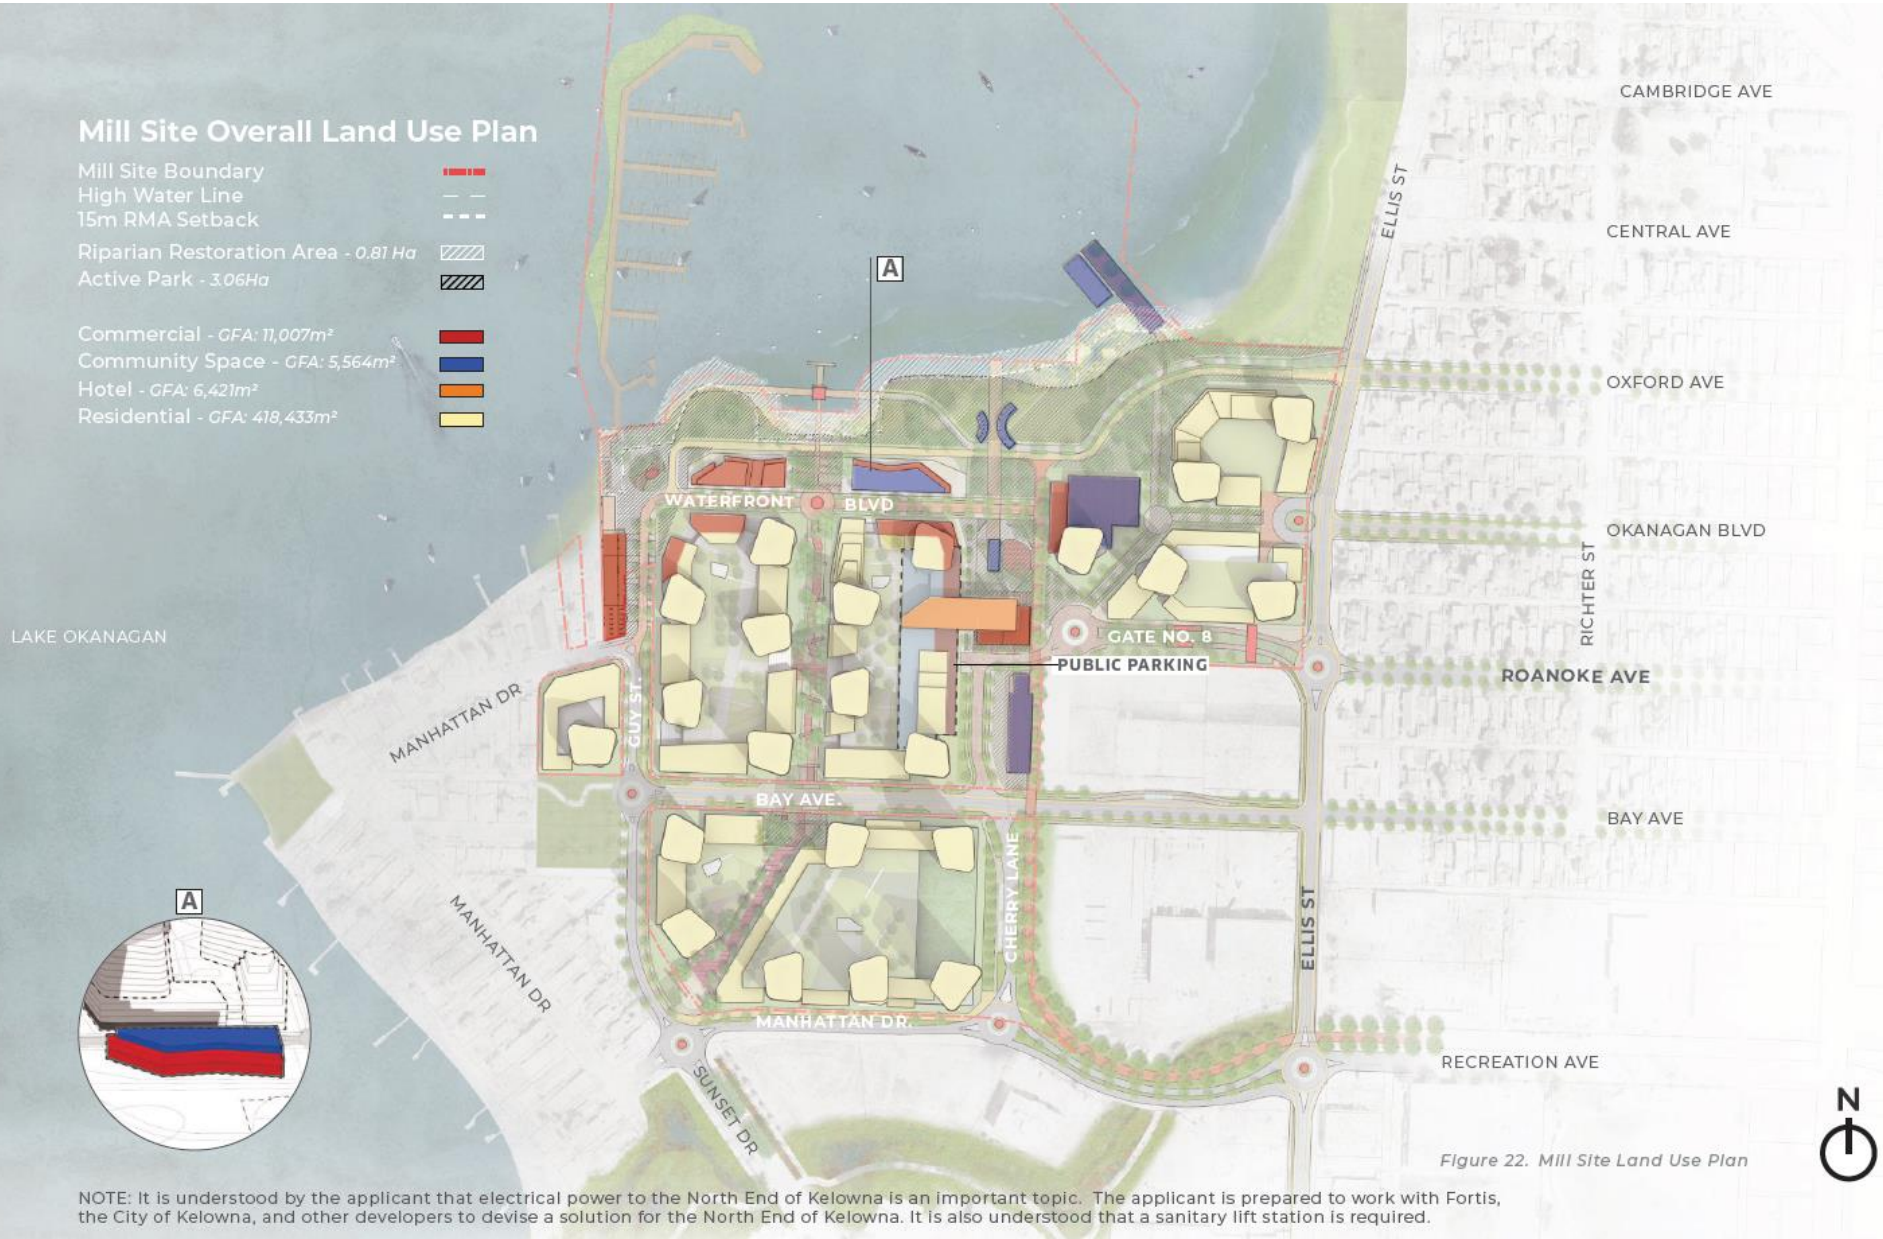 Mill Site Overall Land Use Plan
Mill Site Boundary
High Water Line
15m RMA Setback
Riparian Restoration Area - 0.81 Ha
Active Park - 3.06Ha
Commercial - GFA: 11,007m²
Community Space - GFA: 5,564m²
Hotel - GFA: 6,421m²
Residential - GFA: 418,433m²
A
CAMBRIDGE AVE
ELLIS ST
CENTRAL AVE
OXFORD AVE
WATERFRONT BLVD
OKANAGAN BLVD
RICHTER ST
LAKE OKANAGAN
GATE NO. 8
PUBLIC PARKING
ROANOKE AVE
MANHATTAN DR
GUY ST.
BAY AVE.
BAY AVE
CHERRY LANE
ELLIS ST
A
MANHATTAN DR
MANHATTAN DR.
SUNSET DR
RECREATION AVE
N
Figure 22. Mill Site Land Use Plan
NOTE: It is understood by the applicant that electrical power to the North End of Kelowna is an important topic. The applicant is prepared to work with Fortis,
the City of Kelowna, and other developers to devise a solution for the North End of Kelowna. It is also understood that a sanitary lift station is required.